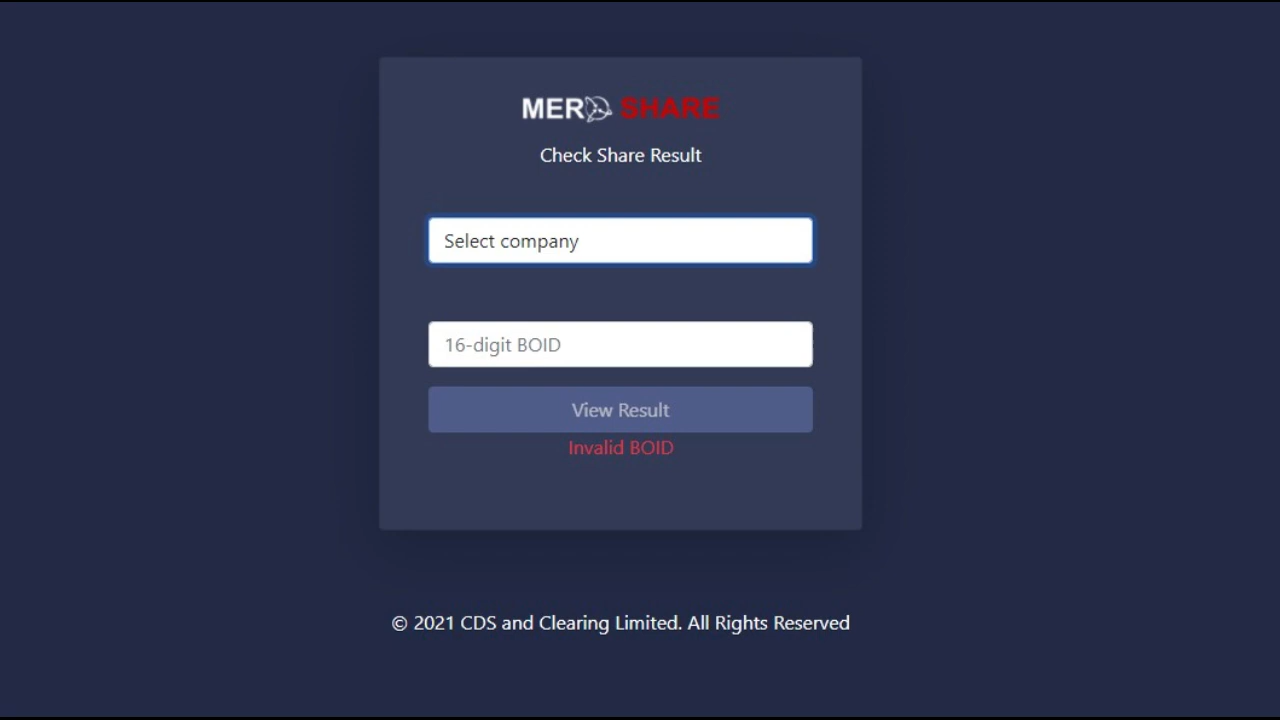 MERO SHARE
Check Share Result
Select company
16-digit BOID
View Result
Invalid BOID
© 2021 CDS and Clearing Limited. All Rights Reserved